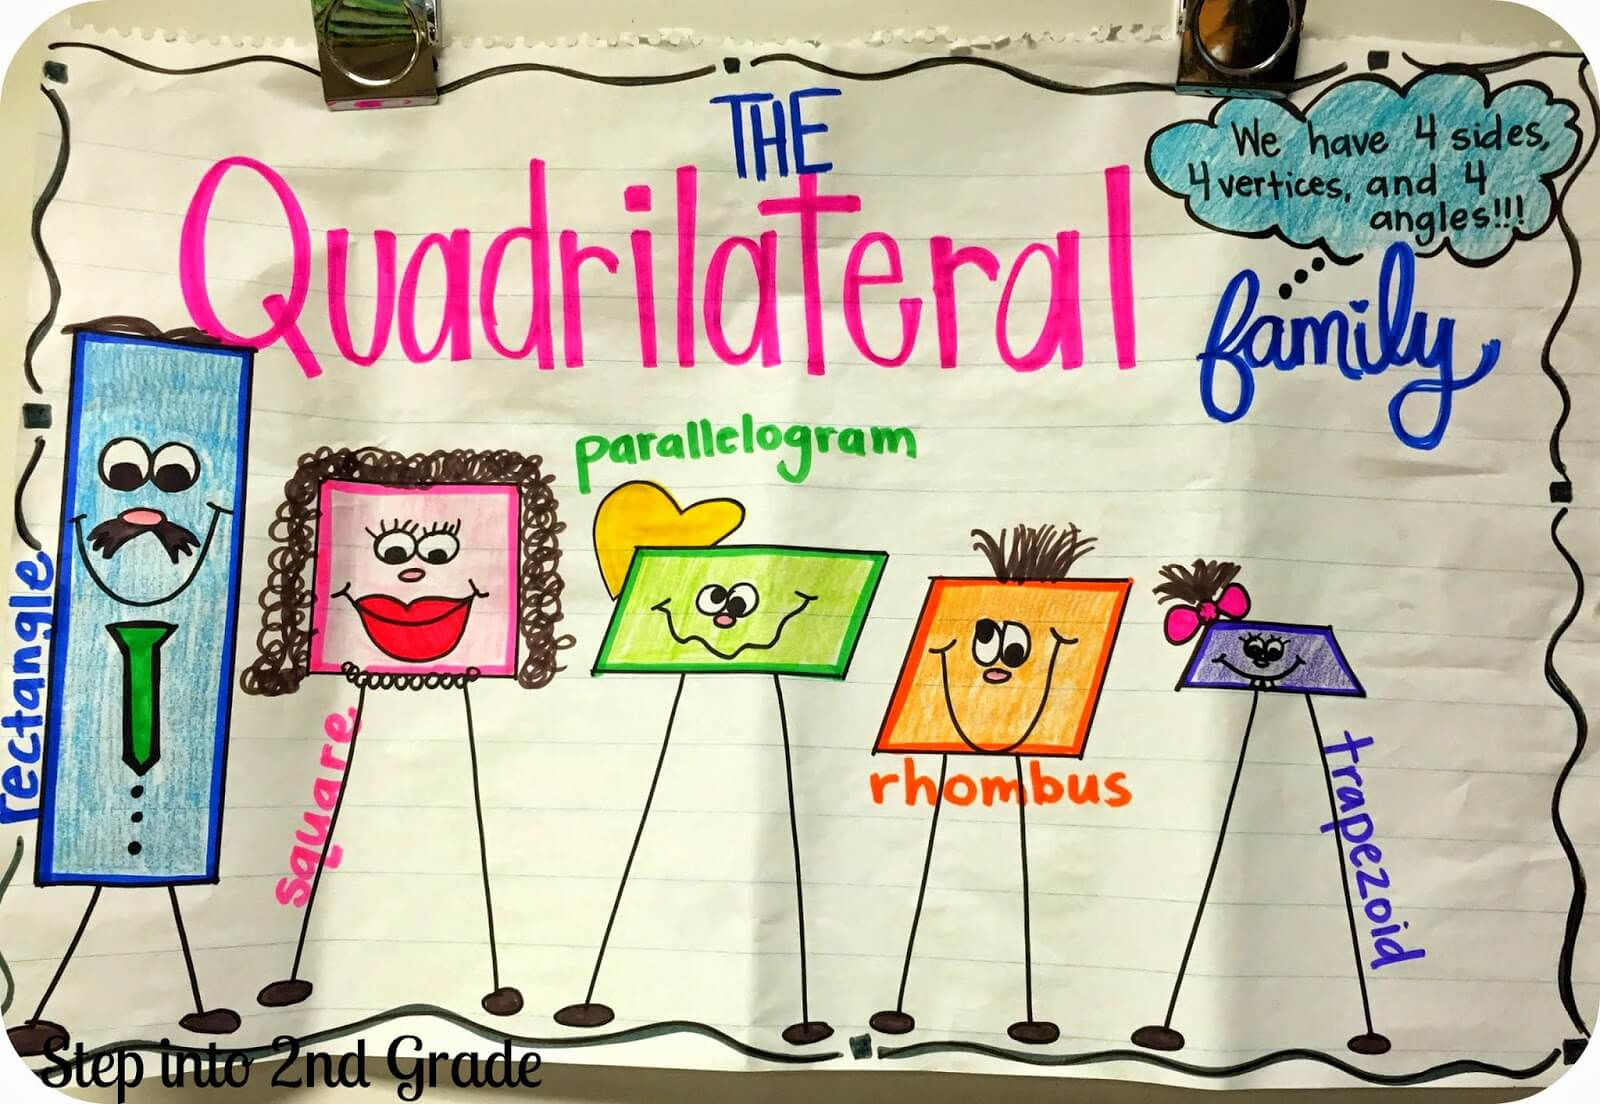 THE
Quadrilateral
family
We have 4 sides,
4 vertices, and 4
angles!!!
parallelogram
rectangle
square
rhombus
trapezoid
Step into 2nd Grade